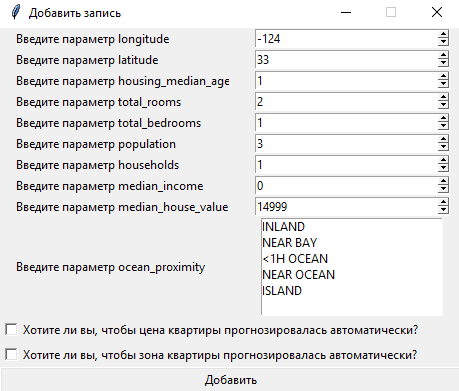 Добавить запись
Введите параметр longitude -124
Введите параметр latitude 33
Введите параметр housing_median_age 1
Введите параметр total_rooms 2
Введите параметр total_bedrooms 1
Введите параметр population 3
Введите параметр households 1
Введите параметр median_income 0
Введите параметр median_house_value 14999
Введите параметр ocean_proximity
INLAND
NEAR BAY
<1H OCEAN
NEAR OCEAN
ISLAND
Хотите ли вы, чтобы цена квартиры прогнозировалась автоматически?
Хотите ли вы, чтобы зона квартиры прогнозировалась автоматически?
Добавить